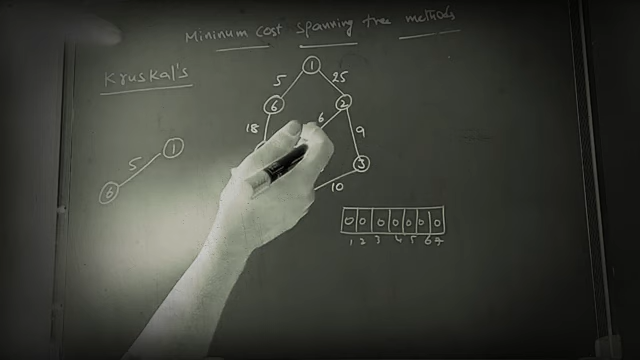 Mininum cost spanning tree methods
Kruskal's
1
5 25
6 2
6
18 9
3
10
5 1
6
0 0 0 0 0 0 0
1 2 3 4 5 6 7